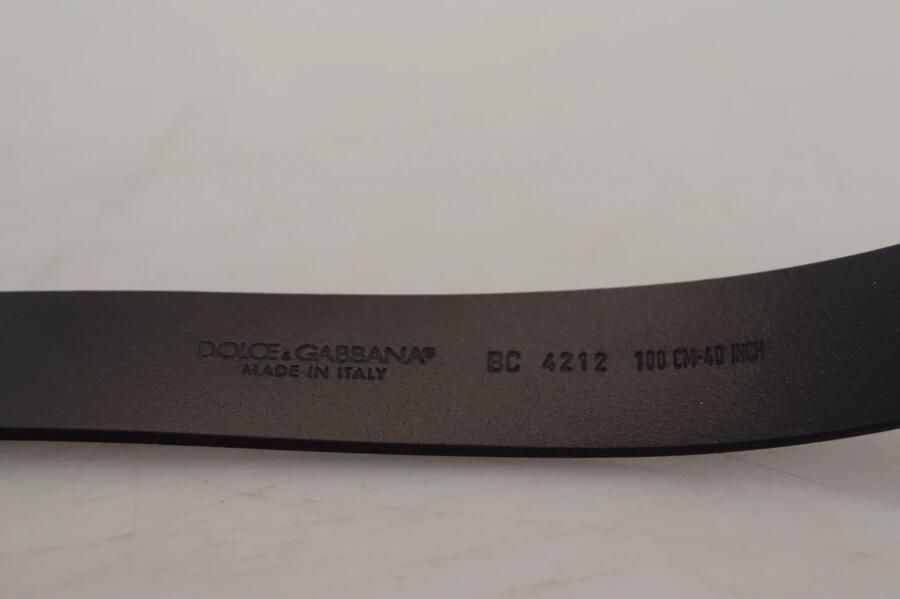 DOLCE & GABBANA®
MADE IN ITALY
BC 4212 100 CM-40 INCH